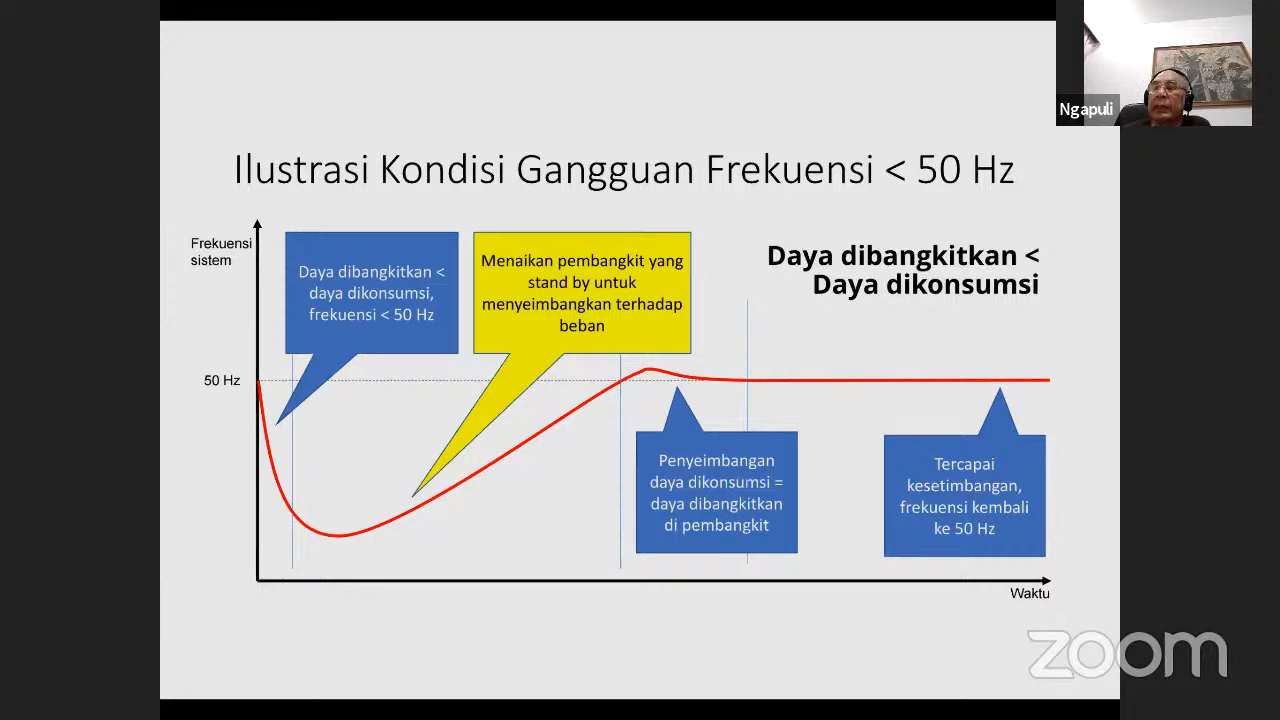 Ngapuli
Ilustrasi Kondisi Gangguan Frekuensi < 50 Hz
Frekuensi
sistem
Daya dibangkitkan <
daya dikonsumsi,
frekuensi < 50 Hz
Menaikan pembangkit yang
stand by untuk
menyeimbangkan terhadap
beban
Daya dibangkitkan <
Daya dikonsumsi
50 Hz
Penyeimbangan
daya dikonsumsi =
daya dibangkitkan
di pembangkit
Tercapai
kesetimbangan,
frekuensi kembali
ke 50 Hz
Waktu
zoom